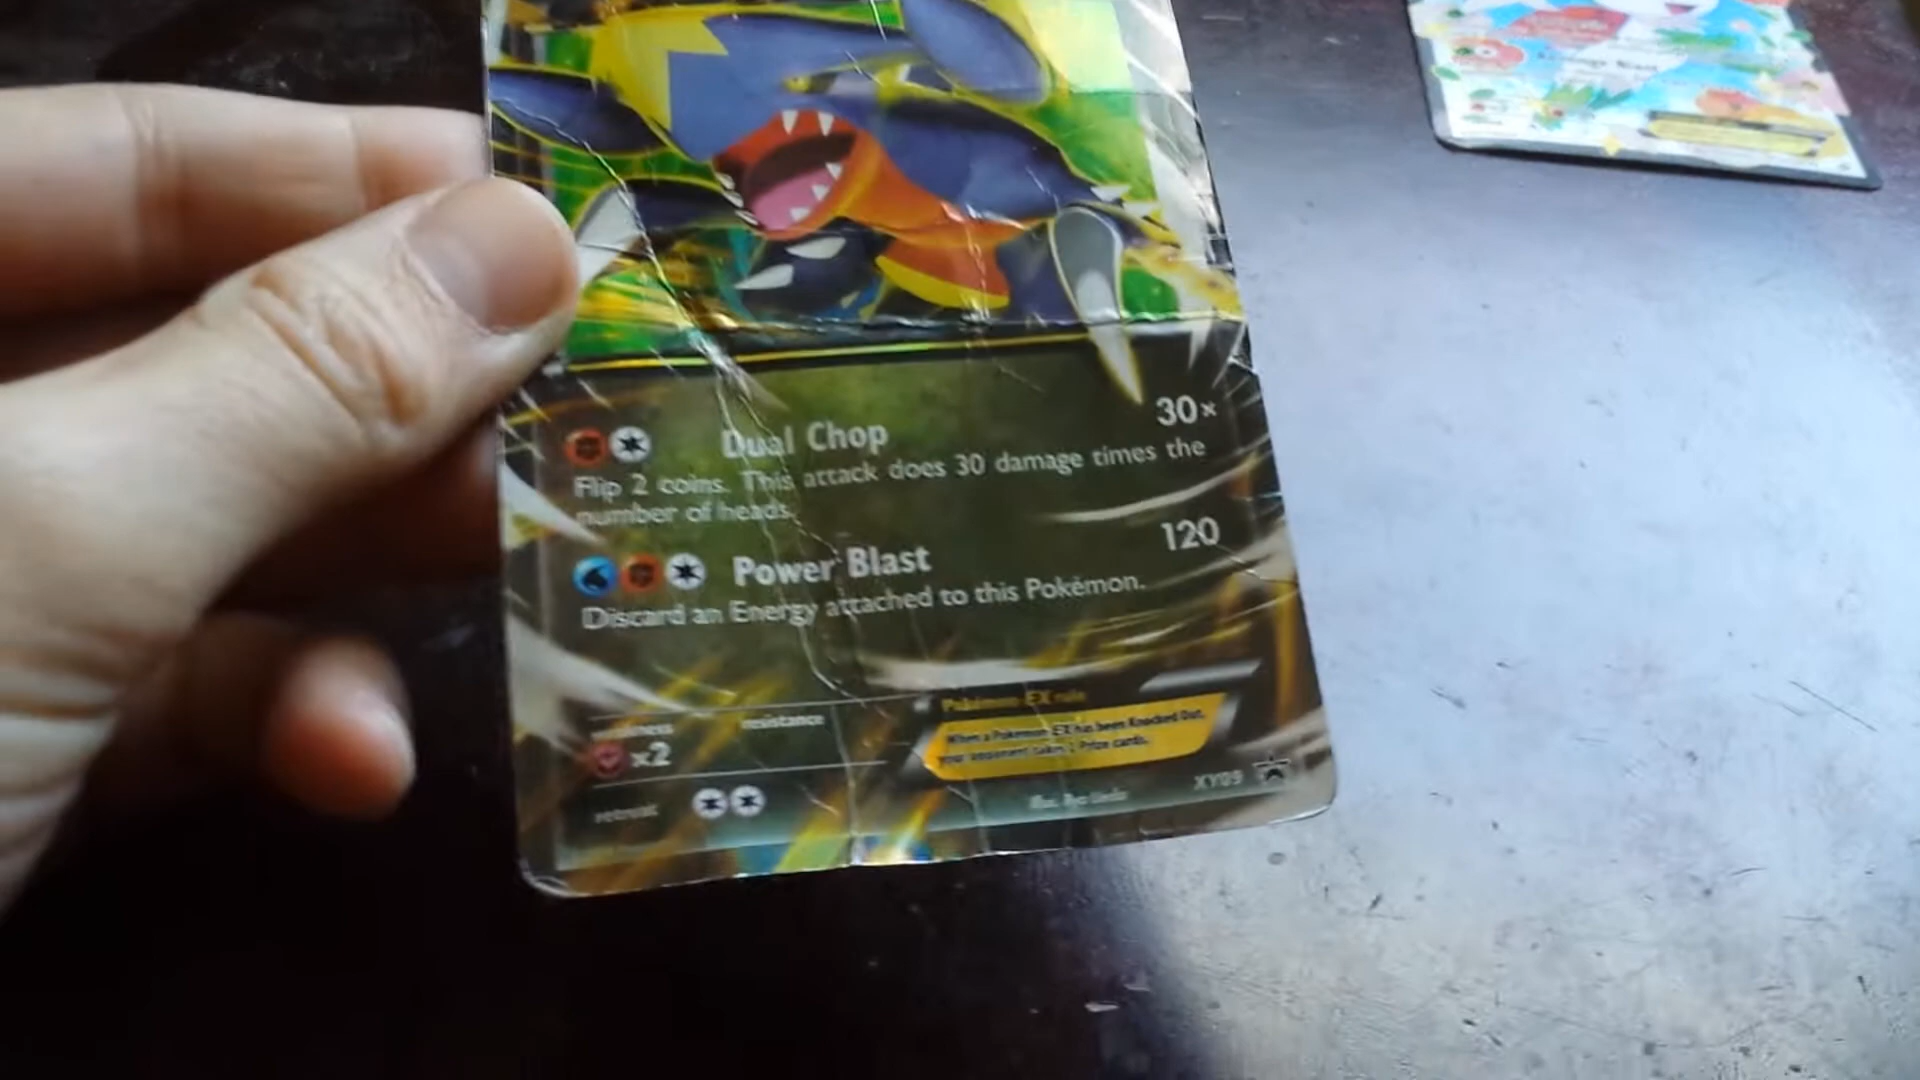 30×
Dual Chop
Flip 2 coins. This attack does 30 damage times the
number of heads.
120
Power Blast
Discard an Energy attached to this Pokémon.
Pokémon-EX rule
When a Pokémon-EX has been Knocked Out,
your opponent takes 2 Prize cards.
weakness
resistance
×2
retreat
XY09